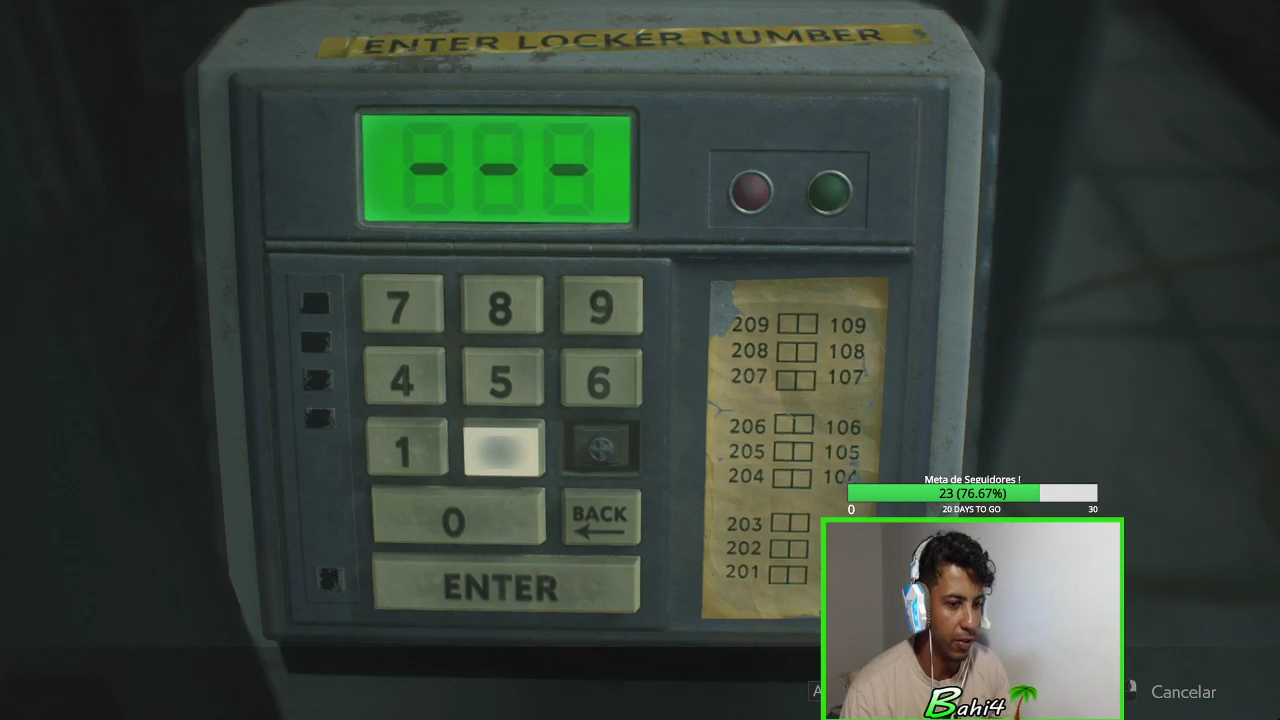 ENTER LOCKER NUMBER
- - -
7 8 9
4 5 6
1
0 BACK
ENTER
209 109
208 108
207 107
206 106
205 105
204 104
203
202
201
Meta de Seguidores !
23 (76.67%)
0 20 DAYS TO GO 30
Bahi4
Cancelar